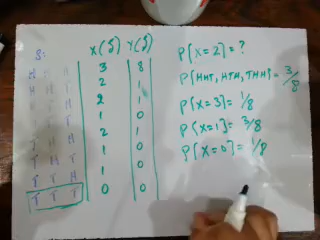 S: X(ξ) Y(ξ)
H H H 3 8
H H T 2 1
H T H 2 1
H T T 1 0
T H H 2 1
T H T 1 0
T T H 1 0
T T T 0 0
P[X=2] = ?
P[HHT, HTH, THH] = 3/8
P[X=3] = 1/8
P[X=1] = 3/8
P[X=0] = 1/8